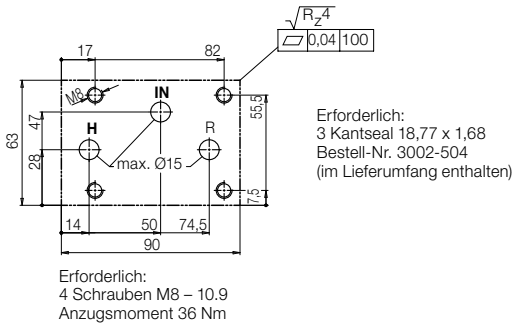 √Rz4
⏥ 0,04 100
17 82
M8
IN
H R
max. Ø15
63
47
28
55,5
7,5
14 50 74,5
90
Erforderlich:
3 Kantseal 18,77 x 1,68
Bestell-Nr. 3002-504
(im Lieferumfang enthalten)
Erforderlich:
4 Schrauben M8 – 10.9
Anzugsmoment 36 Nm